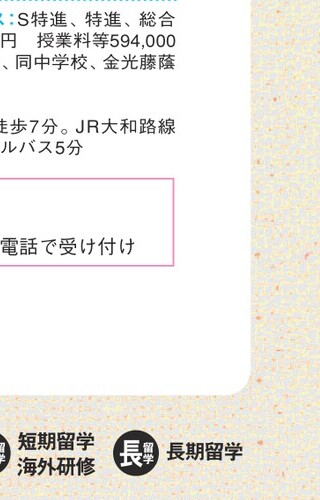 ス：S特進、特進、総合
円　授業料等594,000
、同中学校、金光藤蔭
徒歩7分。JR大和路線
ルバス5分
電話で受け付け
留学 短期留学
海外研修
長 留学 長期留学